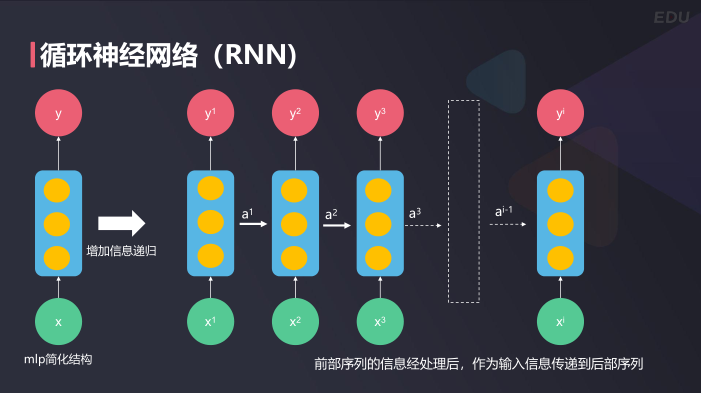 EDU
循环神经网络（RNN)
y y¹ y² y³ yⁱ
a¹ a² a³ aⁱ⁻¹
增加信息递归
x x¹ x² x³ xⁱ
mlp简化结构
前部序列的信息经处理后，作为输入信息传递到后部序列